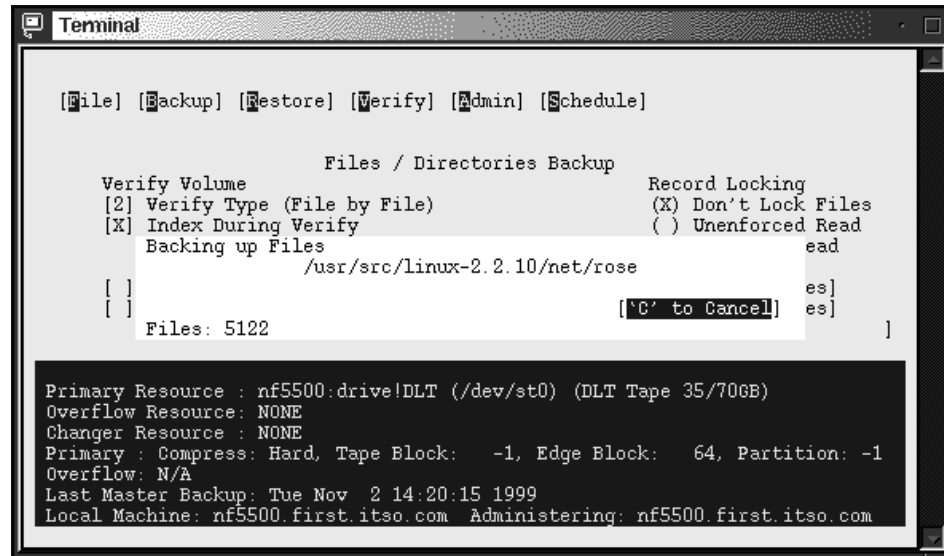 Terminal
[File] [Backup] [Restore] [Verify] [Admin] [Schedule]
Files / Directories Backup
Verify Volume Record Locking
[2] Verify Type (File by File) (X) Don't Lock Files
[X] Index During Verify ( ) Unenforced Read
Backing up Files ead
/usr/src/linux-2.2.10/net/rose
[ ] es]
[ ] [`C' to Cancel] es]
Files: 5122 ]
Primary Resource : nf5500:drive!DLT (/dev/st0) (DLT Tape 35/70GB)
Overflow Resource: NONE
Changer Resource : NONE
Primary : Compress: Hard, Tape Block: -1, Edge Block: 64, Partition: -1
Overflow: N/A
Last Master Backup: Tue Nov 2 14:20:15 1999
Local Machine: nf5500.first.itso.com Administering: nf5500.first.itso.com